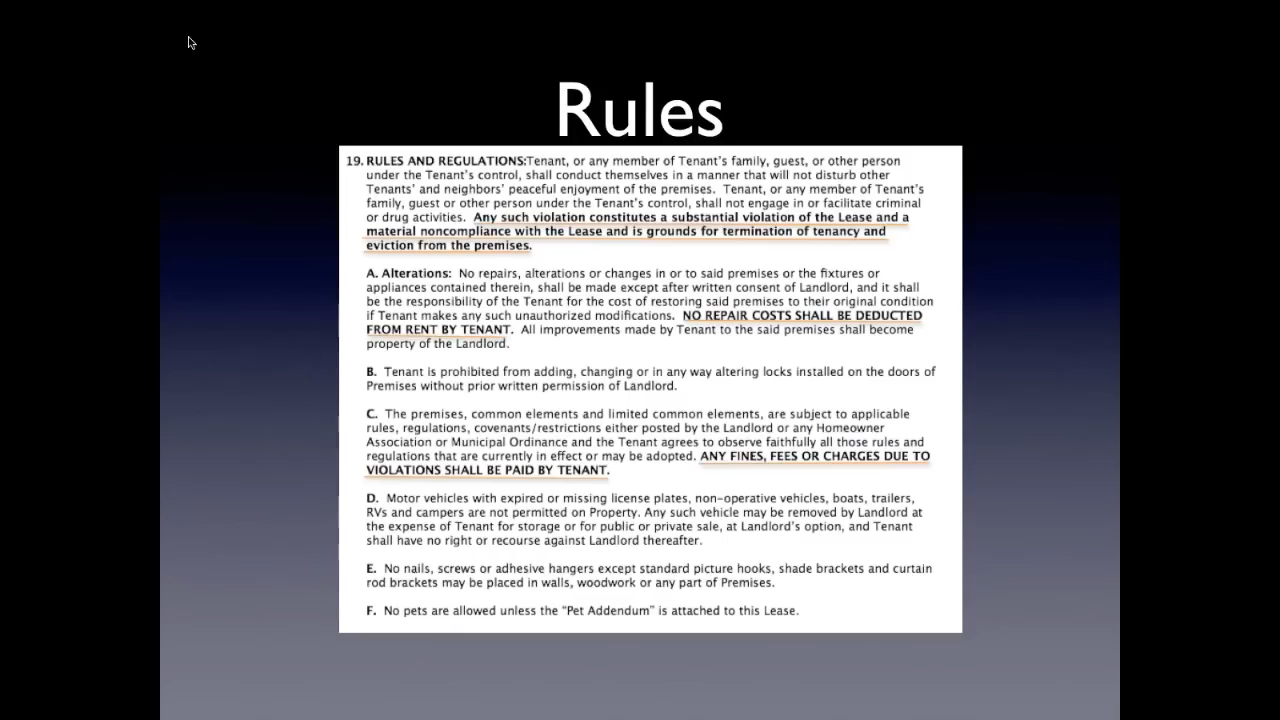 Rules
19. RULES AND REGULATIONS:Tenant, or any member of Tenant's family, guest, or other person
under the Tenant's control, shall conduct themselves in a manner that will not disturb other
Tenants' and neighbors' peaceful enjoyment of the premises. Tenant, or any member of Tenant's
family, guest or other person under the Tenant's control, shall not engage in or facilitate criminal
or drug activities. Any such violation constitutes a substantial violation of the Lease and a
material noncompliance with the Lease and is grounds for termination of tenancy and
eviction from the premises.
A. Alterations: No repairs, alterations or changes in or to said premises or the fixtures or
appliances contained therein, shall be made except after written consent of Landlord, and it shall
be the responsibility of the Tenant for the cost of restoring said premises to their original condition
if Tenant makes any such unauthorized modifications. NO REPAIR COSTS SHALL BE DEDUCTED
FROM RENT BY TENANT. All improvements made by Tenant to the said premises shall become
property of the Landlord.
B. Tenant is prohibited from adding, changing or in any way altering locks installed on the doors of
Premises without prior written permission of Landlord.
C. The premises, common elements and limited common elements, are subject to applicable
rules, regulations, covenants/restrictions either posted by the Landlord or any Homeowner
Association or Municipal Ordinance and the Tenant agrees to observe faithfully all those rules and
regulations that are currently in effect or may be adopted. ANY FINES, FEES OR CHARGES DUE TO
VIOLATIONS SHALL BE PAID BY TENANT.
D. Motor vehicles with expired or missing license plates, non-operative vehicles, boats, trailers,
RVs and campers are not permitted on Property. Any such vehicle may be removed by Landlord at
the expense of Tenant for storage or for public or private sale, at Landlord's option, and Tenant
shall have no right or recourse against Landlord thereafter.
E. No nails, screws or adhesive hangers except standard picture hooks, shade brackets and curtain
rod brackets may be placed in walls, woodwork or any part of Premises.
F. No pets are allowed unless the "Pet Addendum" is attached to this Lease.